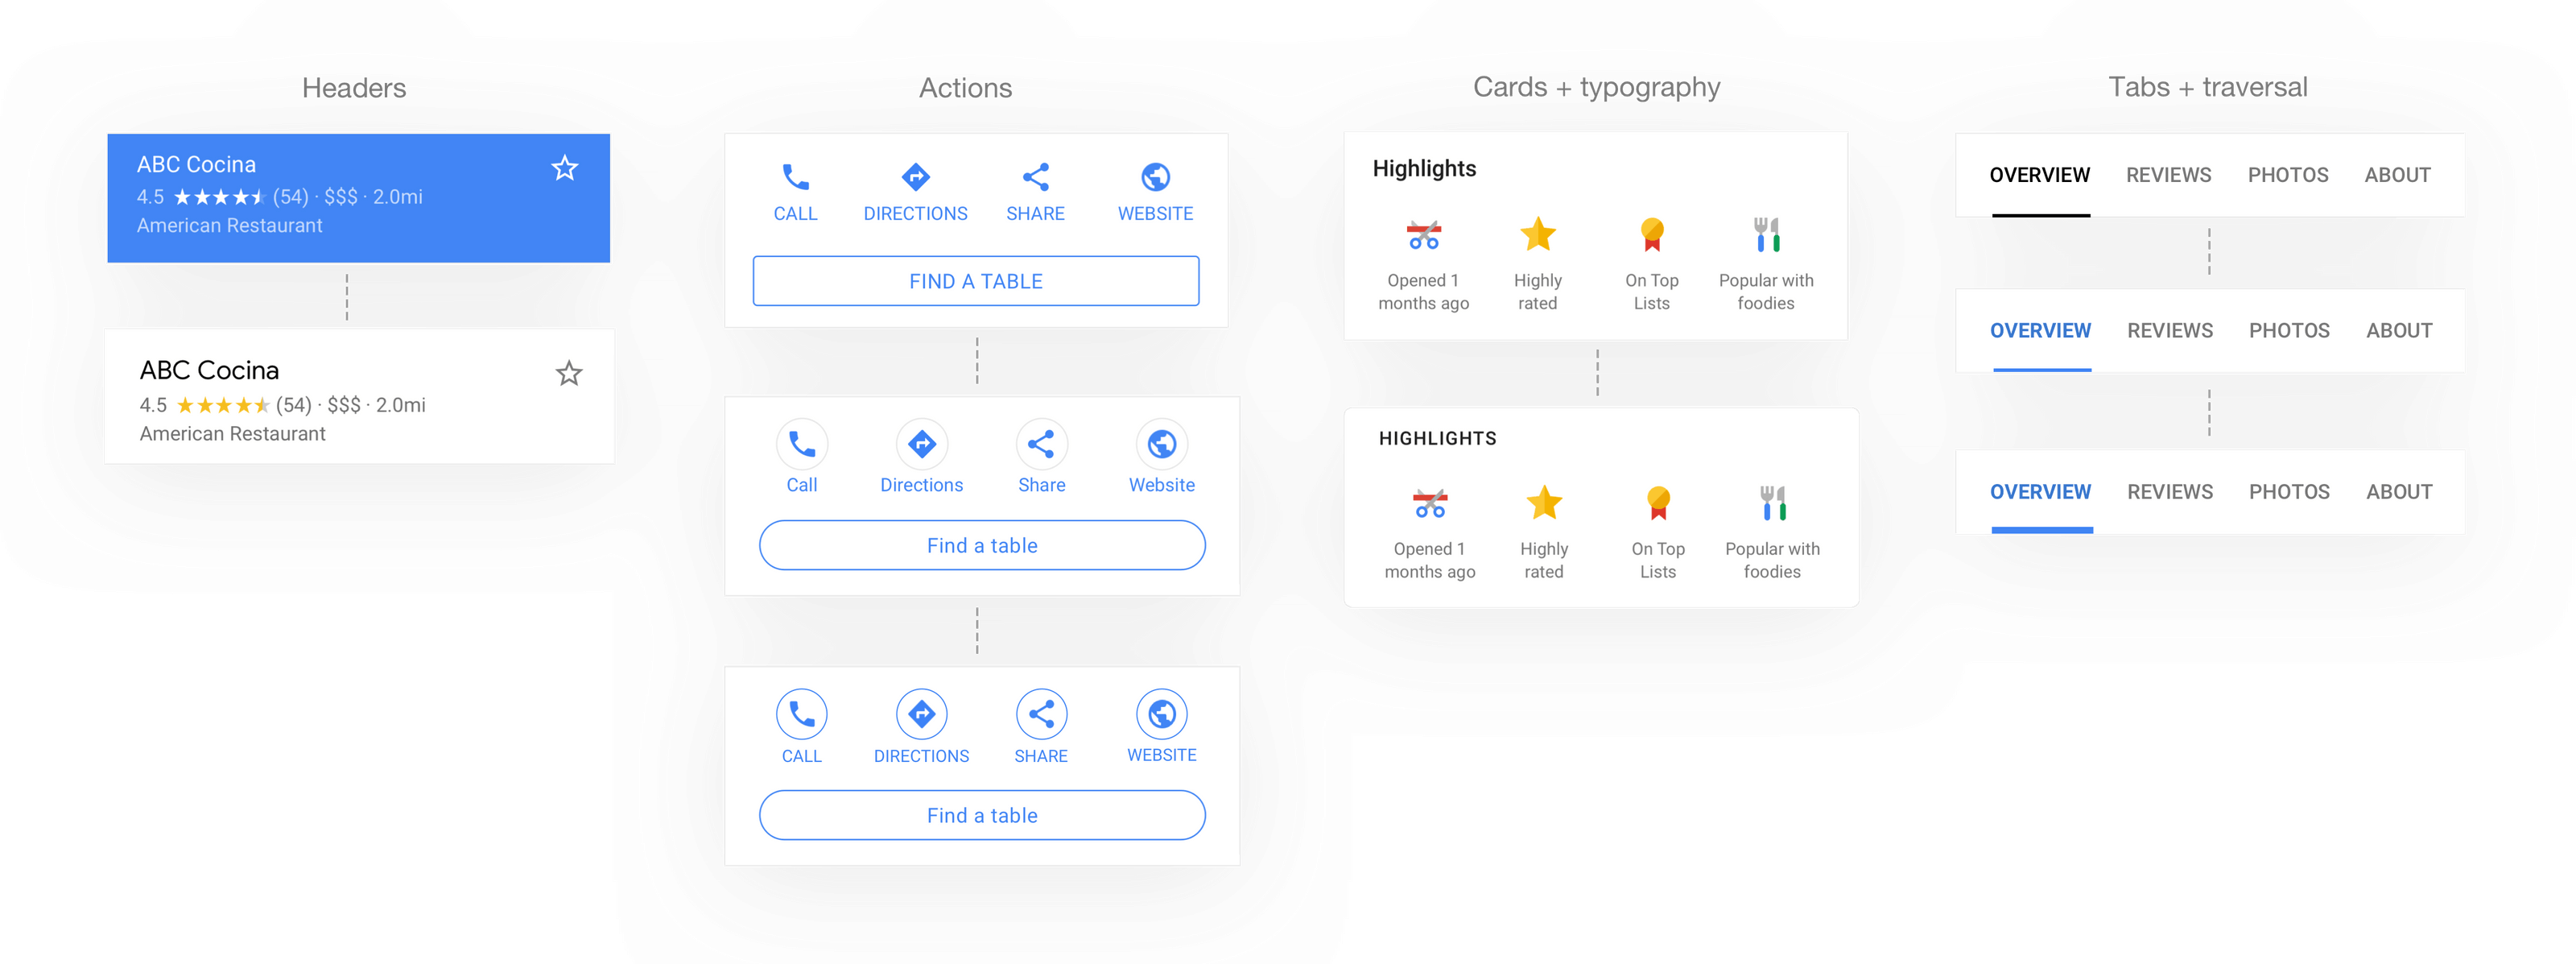 Headers
ABC Cocina
4.5 (54) · $$$ · 2.0mi
American Restaurant
ABC Cocina
4.5 (54) · $$$ · 2.0mi
American Restaurant
Actions
CALL DIRECTIONS SHARE WEBSITE
FIND A TABLE
Call Directions Share Website
Find a table
CALL DIRECTIONS SHARE WEBSITE
Find a table
Cards + typography
Highlights
Opened 1 Highly On Top Popular with
months ago rated Lists foodies
HIGHLIGHTS
Opened 1 Highly On Top Popular with
months ago rated Lists foodies
Tabs + traversal
OVERVIEW REVIEWS PHOTOS ABOUT
OVERVIEW REVIEWS PHOTOS ABOUT
OVERVIEW REVIEWS PHOTOS ABOUT